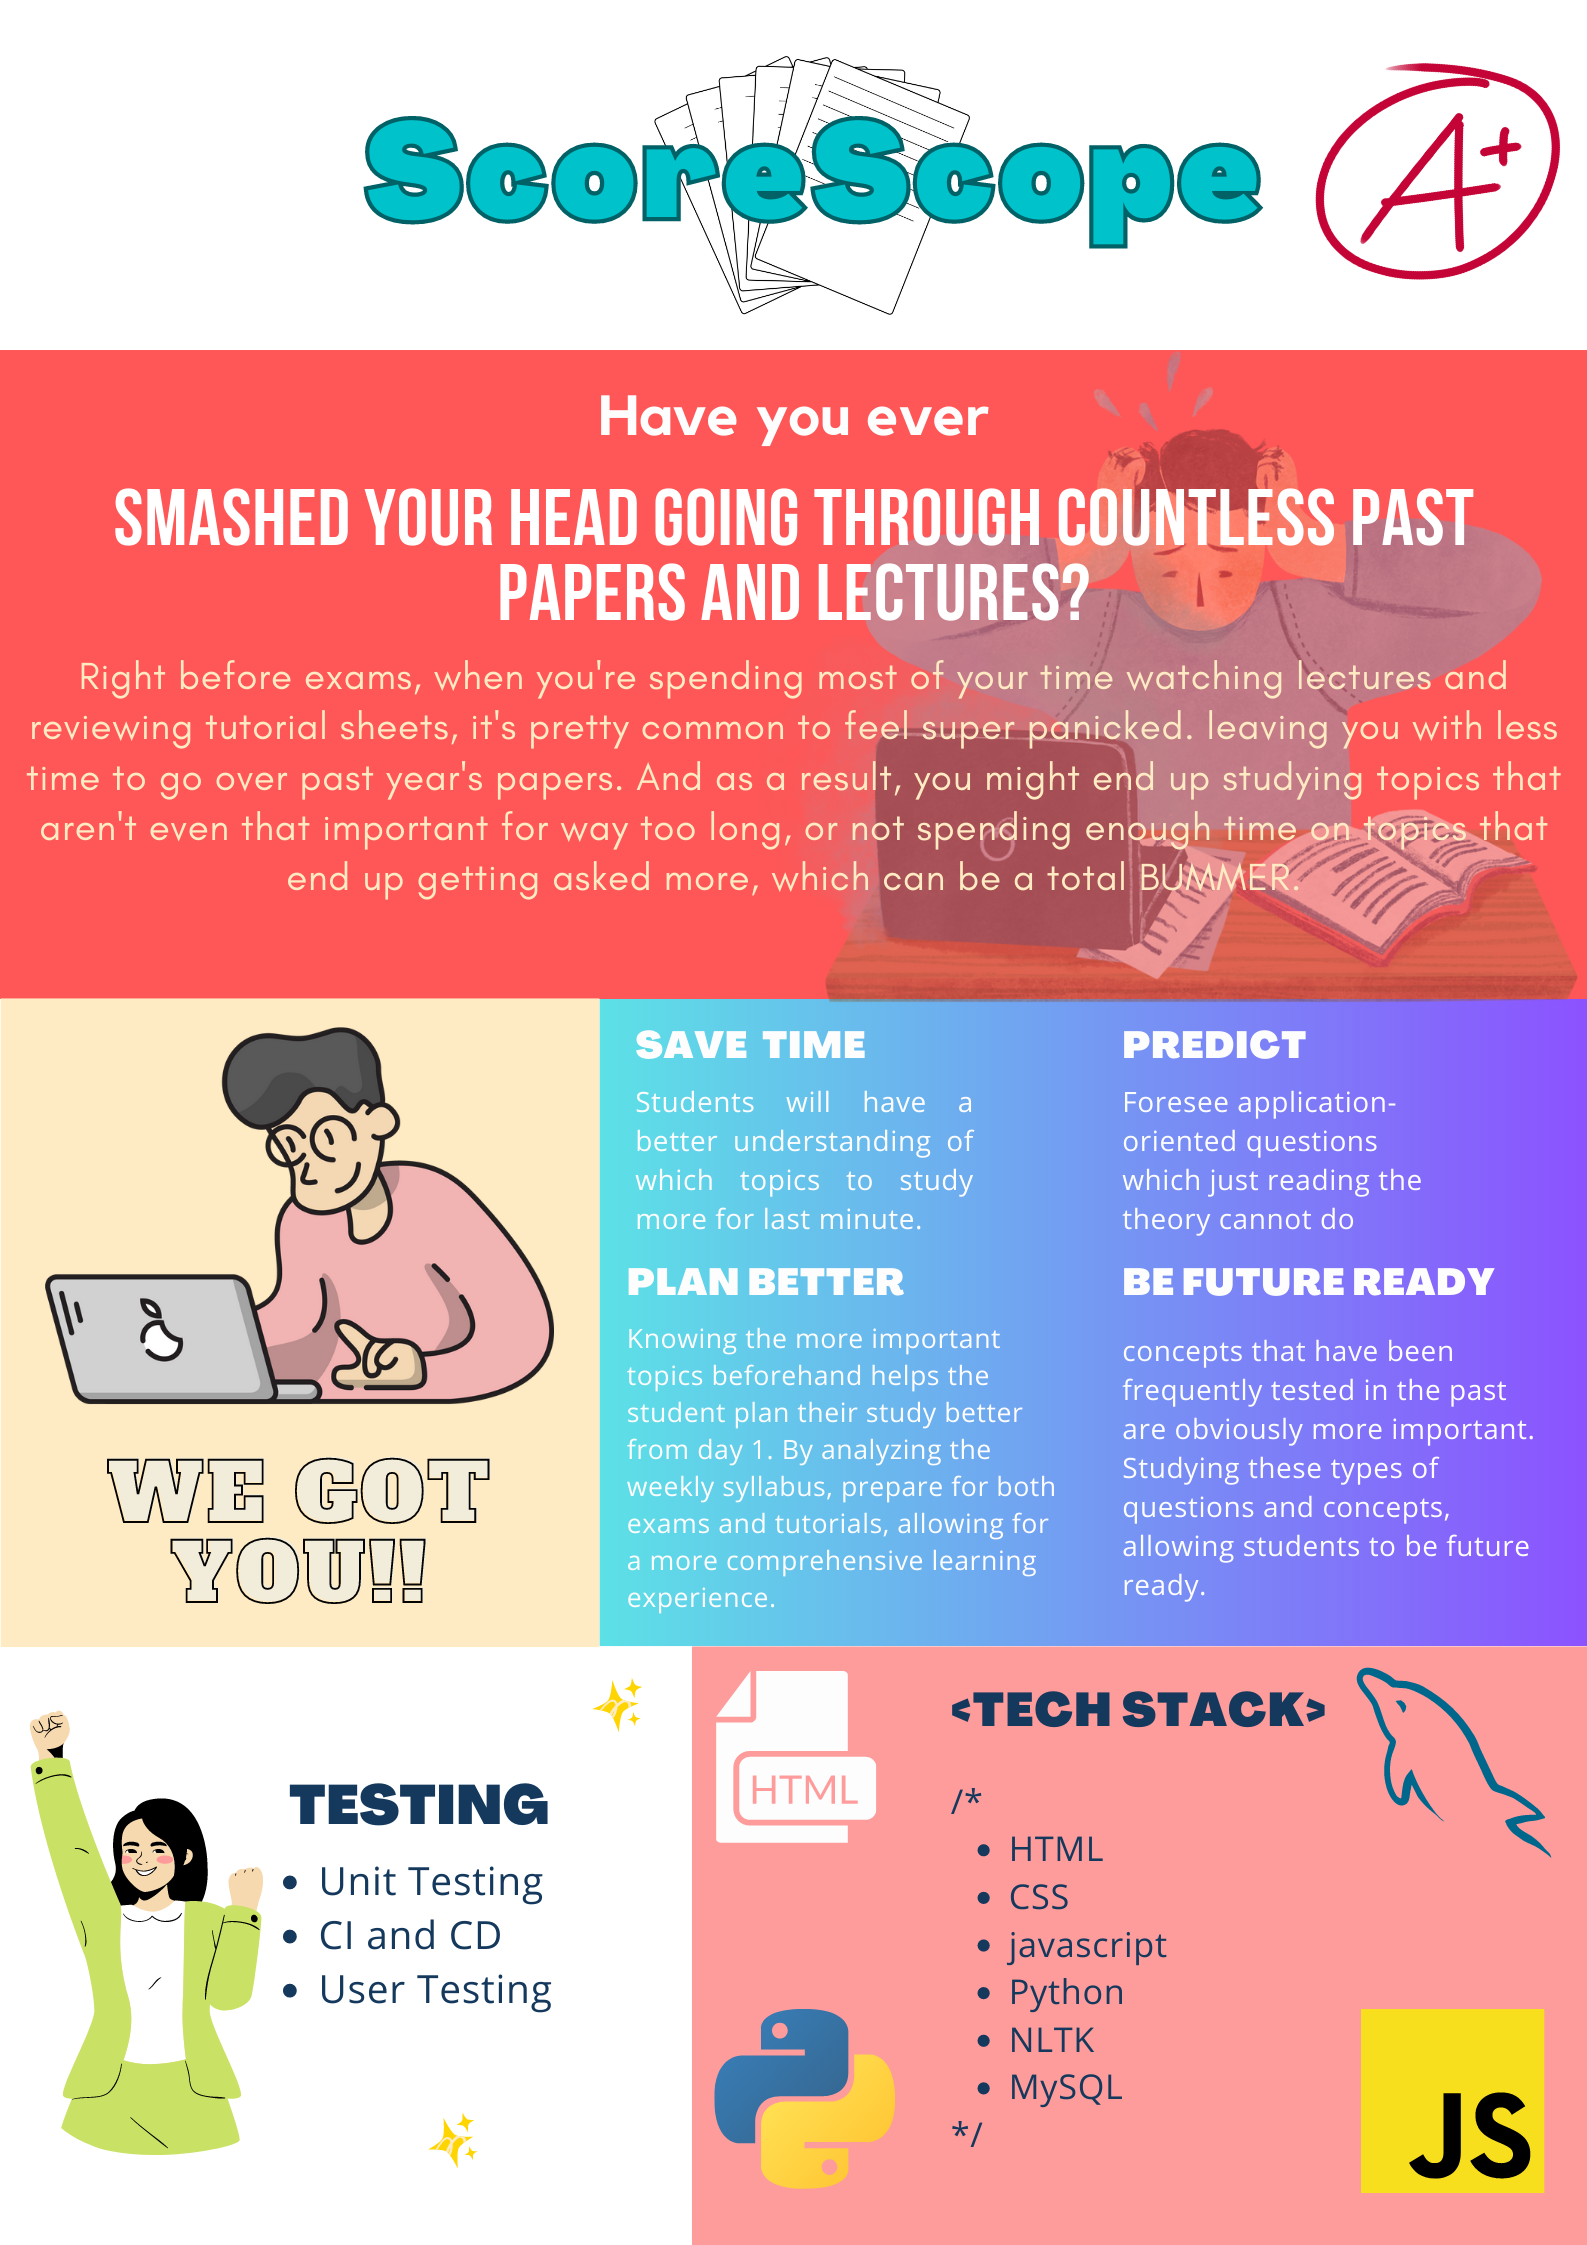 ScoreScope
A+
Have you ever
SMASHED YOUR HEAD GOING THROUGH COUNTLESS PAST
PAPERS AND LECTURES?
Right before exams, when you're spending most of your time watching lectures and
reviewing tutorial sheets, it's pretty common to feel super panicked. leaving you with less
time to go over past year's papers. And as a result, you might end up studying topics that
aren't even that important for way too long, or not spending enough time on topics that
end up getting asked more, which can be a total BUMMER.
WE GOT
YOU!!
SAVE TIME
Students will have a
better understanding of
which topics to study
more for last minute.
PREDICT
Foresee application-
oriented questions
which just reading the
theory cannot do
PLAN BETTER
Knowing the more important
topics beforehand helps the
student plan their study better
from day 1. By analyzing the
weekly syllabus, prepare for both
exams and tutorials, allowing for
a more comprehensive learning
experience.
BE FUTURE READY
concepts that have been
frequently tested in the past
are obviously more important.
Studying these types of
questions and concepts,
allowing students to be future
ready.
TESTING
• Unit Testing
• CI and CD
• User Testing
HTML
<TECH STACK>
/*
• HTML
• CSS
• javascript
• Python
• NLTK
• MySQL
*/
JS